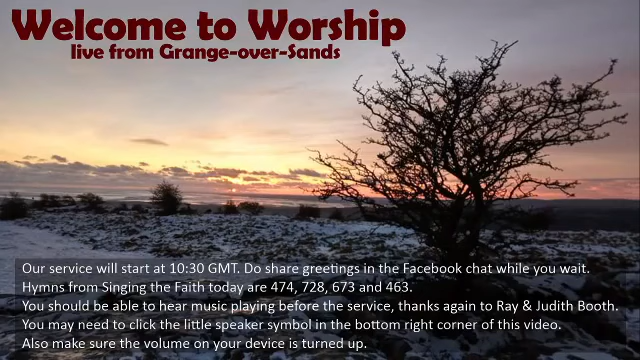 Welcome to Worship
live from Grange-over-Sands
Our service will start at 10:30 GMT. Do share greetings in the Facebook chat while you wait.
Hymns from Singing the Faith today are 474, 728, 673 and 463.
You should be able to hear music playing before the service, thanks again to Ray & Judith Booth.
You may need to click the little speaker symbol in the bottom right corner of this video.
Also make sure the volume on your device is turned up.